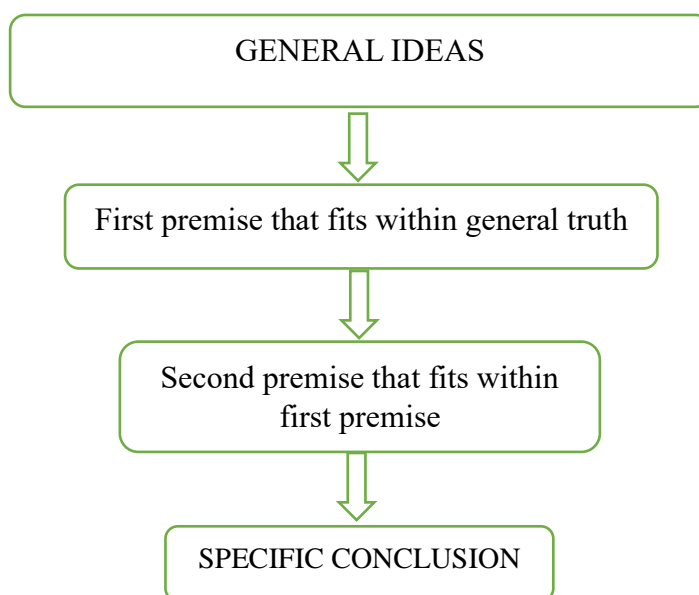 GENERAL IDEAS
First premise that fits within general truth
Second premise that fits within
first premise
SPECIFIC CONCLUSION